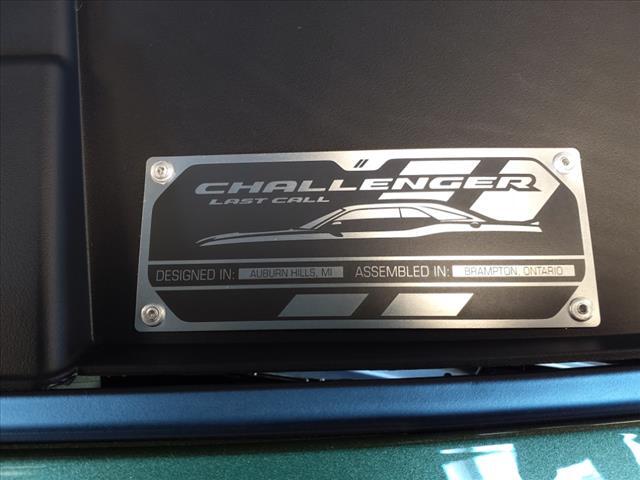 CHALLENGER
LAST CALL
DESIGNED IN: AUBURN HILLS, MI ASSEMBLED IN: BRAMPTON, ONTARIO